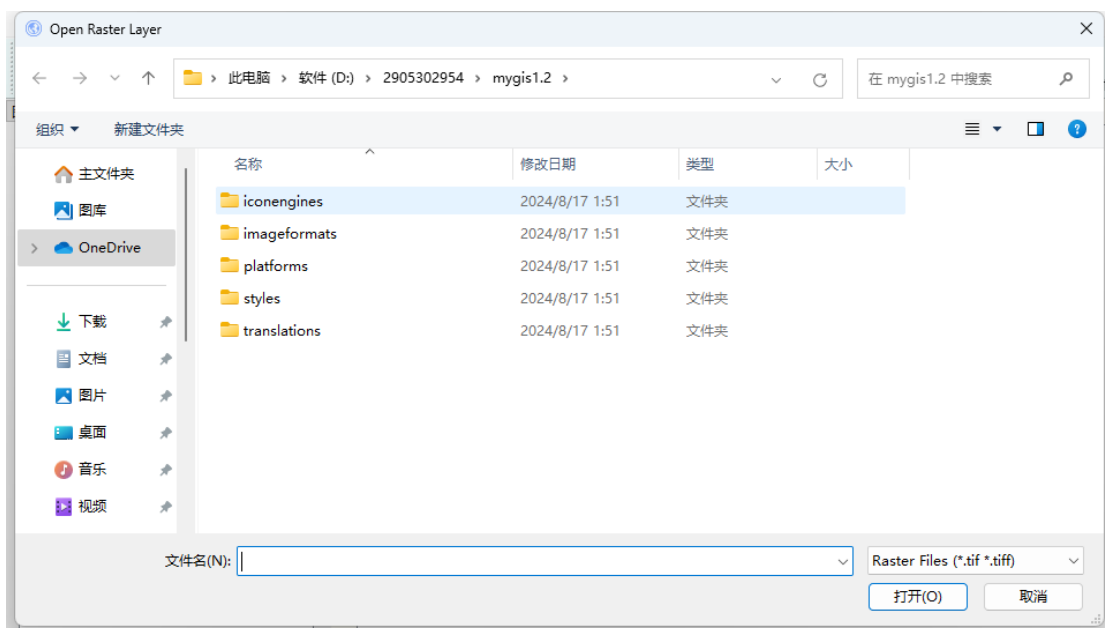 Open Raster Layer
此电脑 > 软件 (D:) > 2905302954 > mygis1.2 >
在 mygis1.2 中搜索
组织 新建文件夹
名称 修改日期 类型 大小
主文件夹
图库
OneDrive
下载
文档
图片
桌面
音乐
视频
iconengines 2024/8/17 1:51 文件夹
imageformats 2024/8/17 1:51 文件夹
platforms 2024/8/17 1:51 文件夹
styles 2024/8/17 1:51 文件夹
translations 2024/8/17 1:51 文件夹
文件名(N):
Raster Files (*.tif *.tiff)
打开(O) 取消